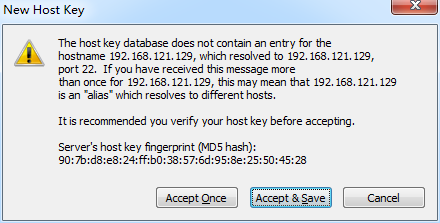 New Host Key
The host key database does not contain an entry for the
hostname 192.168.121.129, which resolved to 192.168.121.129,
port 22.  If you have received this message more
than once for 192.168.121.129, this may mean that 192.168.121.129
is an "alias" which resolves to different hosts.
It is recommended you verify your host key before accepting.
Server's host key fingerprint (MD5 hash):
90:7b:d8:e8:24:ff:b0:38:57:6d:95:8e:25:50:45:28
Accept Once
Accept & Save
Cancel